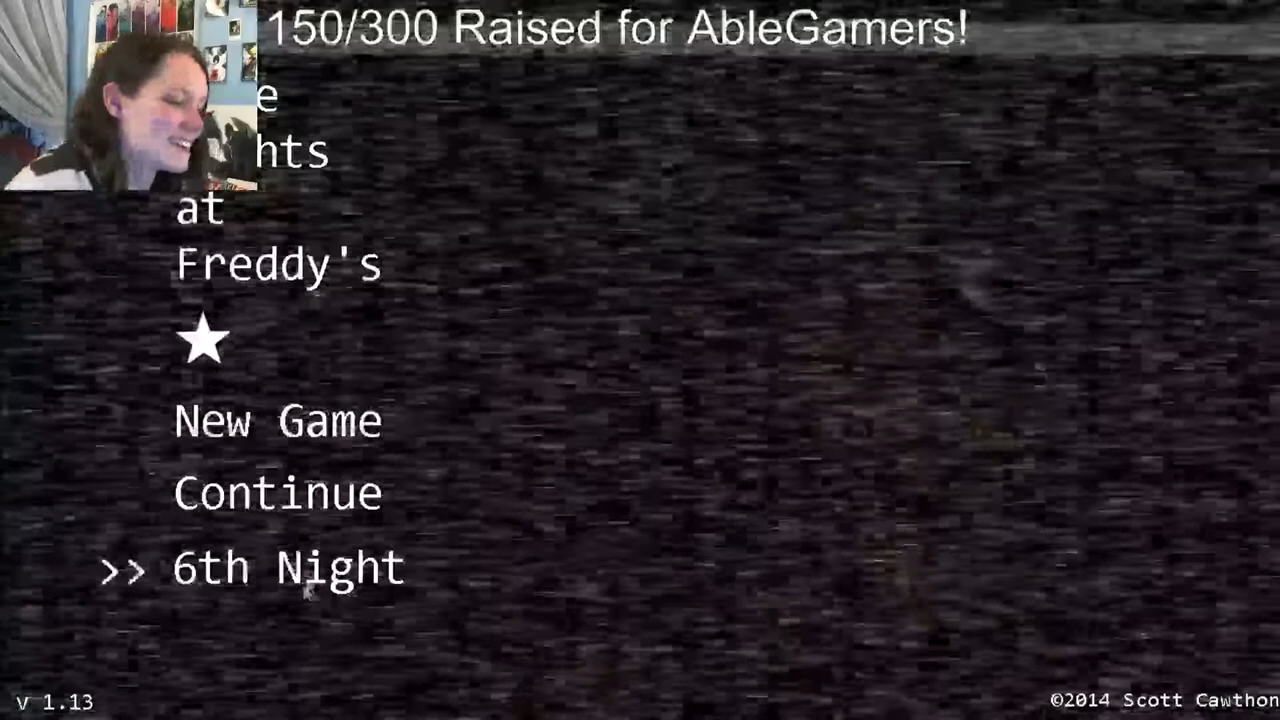 150/300 Raised for AbleGamers!
e
hts
at
Freddy's
New Game
Continue
>> 6th Night
v 1.13
©2014 Scott Cawthon